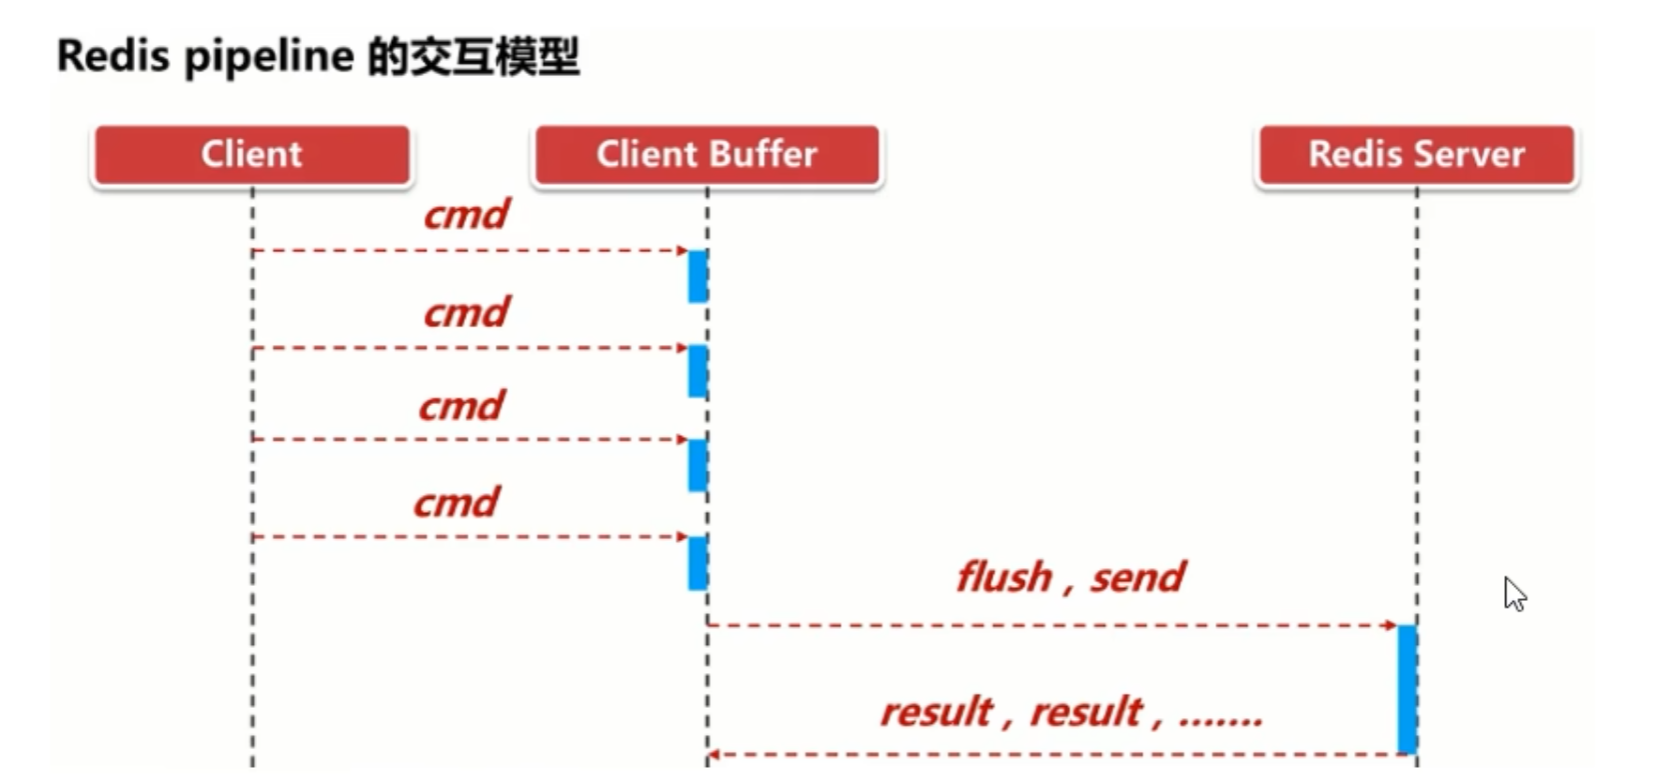 Redis pipeline 的交互模型
Client
Client Buffer
Redis Server
cmd
cmd
cmd
cmd
flush , send
result , result , .......